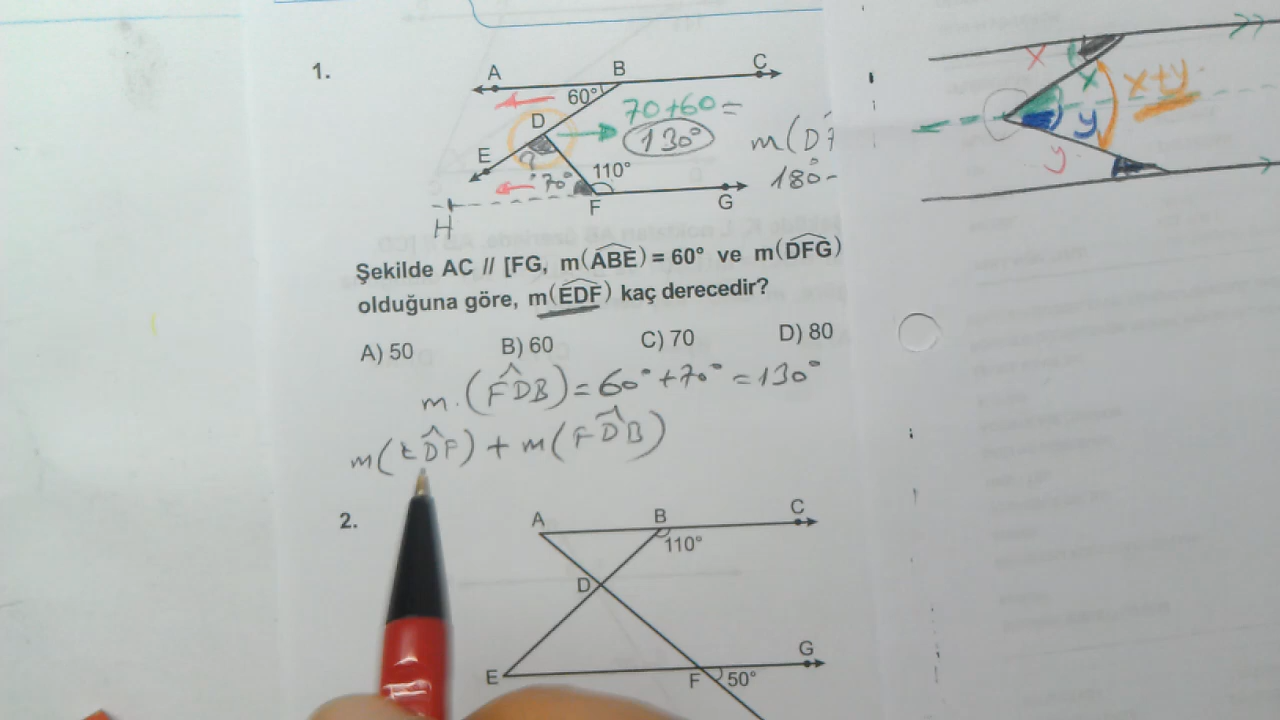 1.
A B C
60°
70+60=
130°
D
E
?
70°
110°
m(D
180°-
F G
H
Şekilde AC // [FG, m(ABE) = 60° ve m(DFG)
olduğuna göre, m(EDF) kaç derecedir?
A) 50 B) 60 C) 70 D) 80
m.(FDB)=60°+70°=130°
m(EDF)+m(FDB)
2.
A B C
110°
D
E F G
50°
x
x
x+y
y
y